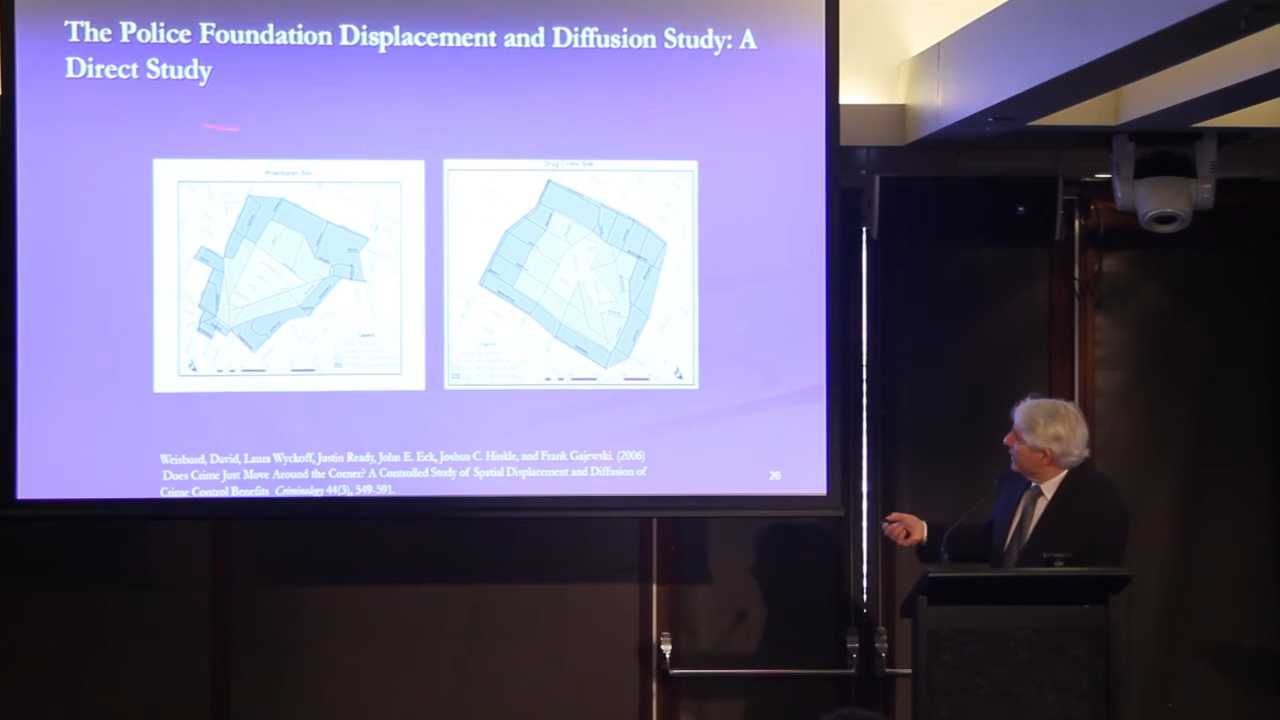 The Police Foundation Displacement and Diffusion Study: A
Direct Study
Prostitution Site
Drug Crime Site
Weisburd, David, Laura Wyckoff, Justin Ready, John E. Eck, Joshua C. Hinkle, and Frank Gajewski. (2006)
Does Crime Just Move Around the Corner? A Controlled Study of Spatial Displacement and Diffusion of
Crime Control Benefits Criminology 44(3), 549-591.
20